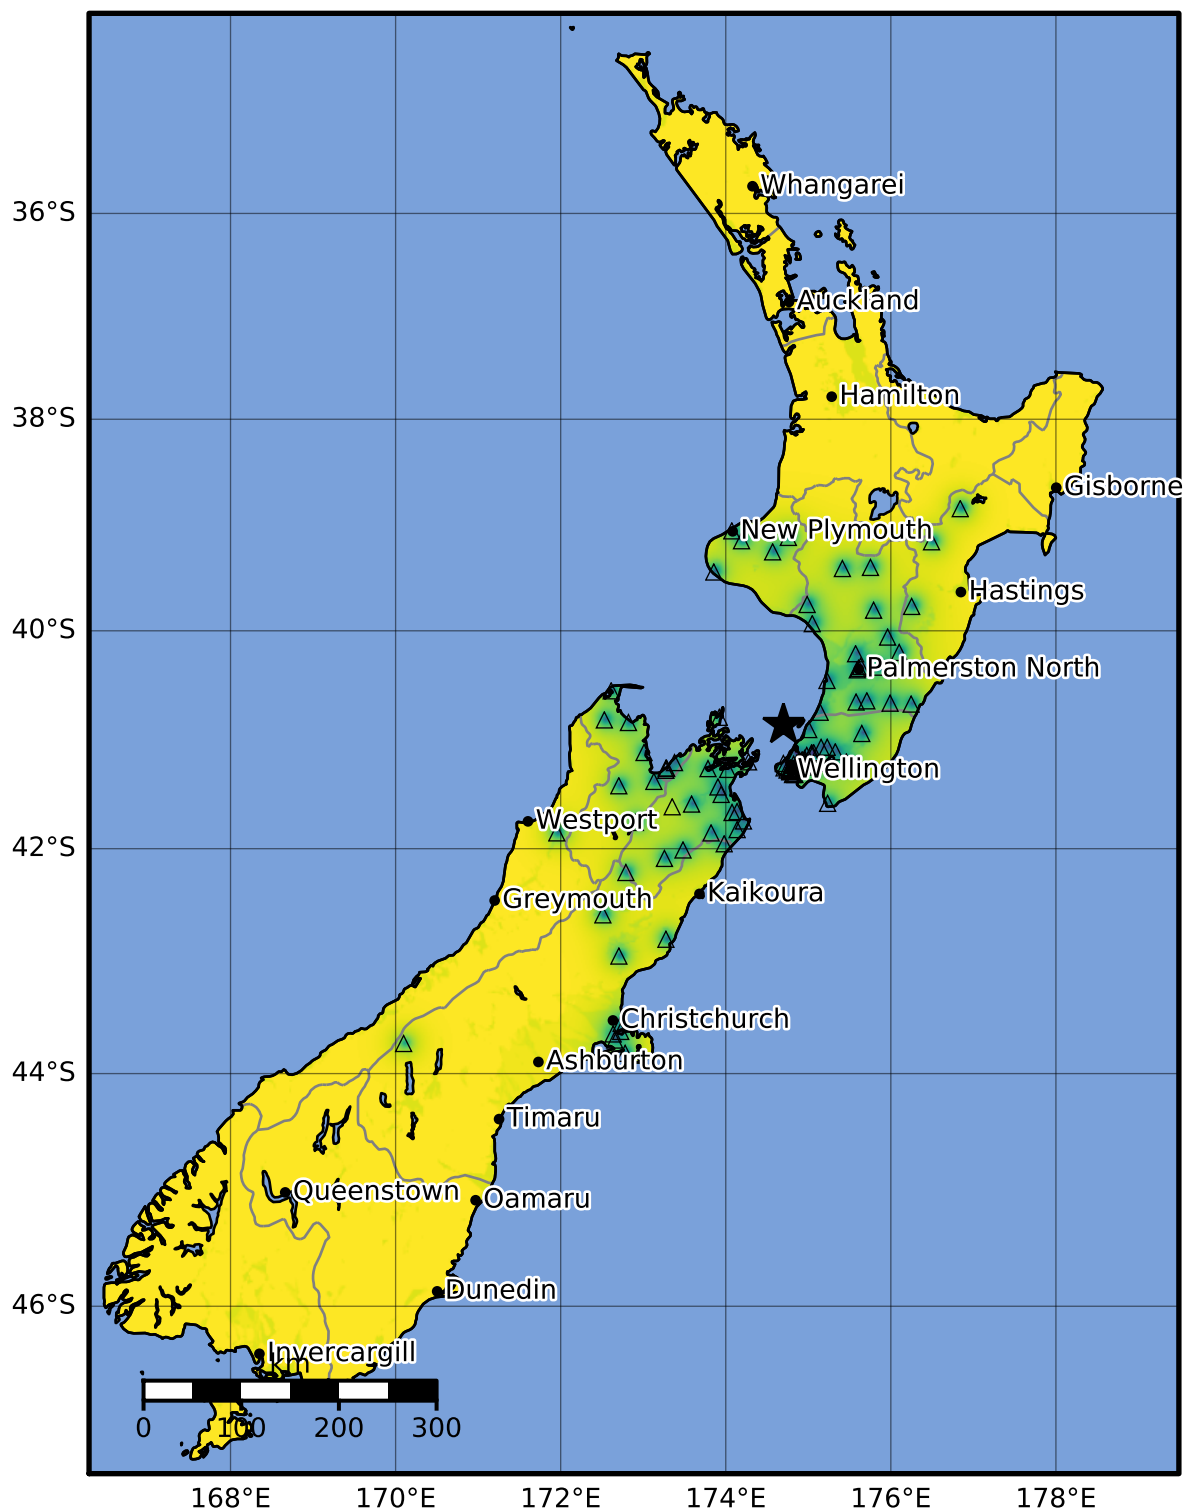 Whangarei
36°S
Auckland
Hamilton
38°S
Gisborne
New Plymouth
Hastings
40°S
Palmerston North
Wellington
Westport
42°S
Kaikoura
Greymouth
Christchurch
Ashburton
44°S
Timaru
Queenstown
Oamaru
Dunedin
46°S
Invercargill
km
0 100 200 300
168°E 170°E 172°E 174°E 176°E 178°E